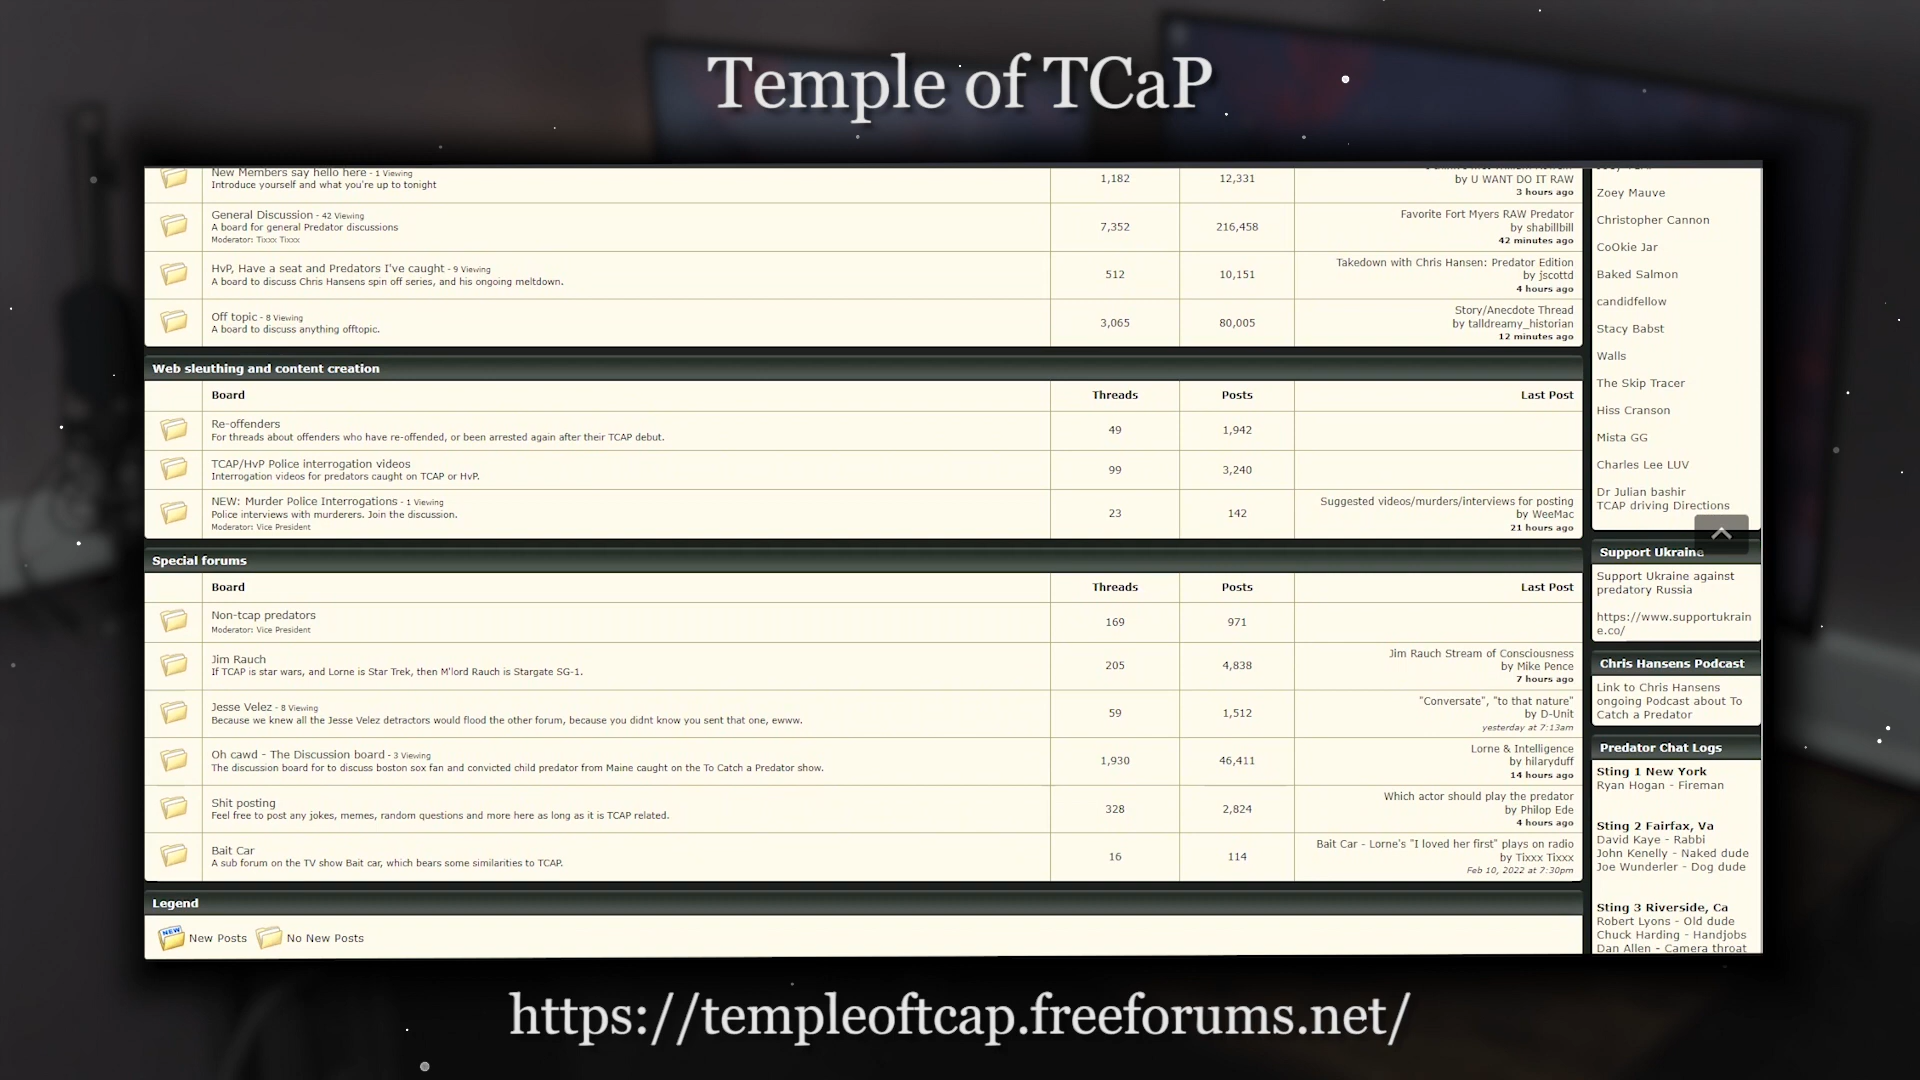 Temple of TCaP
New Members say hello here - 1 Viewing
Introduce yourself and what you're up to tonight
1,182
12,331
by U WANT DO IT RAW
3 hours ago
General Discussion - 42 Viewing
A board for general Predator discussions
Moderator: Tixxx Tixxx
7,352
216,458
Favorite Fort Myers RAW Predator
by shabillbill
42 minutes ago
HvP, Have a seat and Predators I've caught - 9 Viewing
A board to discuss Chris Hansens spin off series, and his ongoing meltdown.
512
10,151
Takedown with Chris Hansen: Predator Edition
by jscottd
4 hours ago
Off topic - 8 Viewing
A board to discuss anything offtopic.
3,065
80,005
Story/Anecdote Thread
by talldreamy_historian
12 minutes ago
Web sleuthing and content creation
Board Threads Posts Last Post
Re-offenders
For threads about offenders who have re-offended, or been arrested again after their TCAP debut.
49
1,942
TCAP/HvP Police interrogation videos
Interrogation videos for predators caught on TCAP or HvP.
99
3,240
NEW: Murder Police Interrogations - 1 Viewing
Police interviews with murderers. Join the discussion.
Moderator: Vice President
23
142
Suggested videos/murders/interviews for posting
by WeeMac
21 hours ago
Special forums
Board Threads Posts Last Post
Non-tcap predators
Moderator: Vice President
169
971
Jim Rauch
If TCAP is star wars, and Lorne is Star Trek, then M'lord Rauch is Stargate SG-1.
205
4,838
Jim Rauch Stream of Consciousness
by Mike Pence
7 hours ago
Jesse Velez - 8 Viewing
Because we knew all the Jesse Velez detractors would flood the other forum, because you didnt know you sent that one, ewww.
59
1,512
"Conversate", "to that nature"
by D-Unit
yesterday at 7:13am
Oh cawd - The Discussion board - 3 Viewing
The discussion board for to discuss boston sox fan and convicted child predator from Maine caught on the To Catch a Predator show.
1,930
46,411
Lorne & Intelligence
by hilaryduff
14 hours ago
Shit posting
Feel free to post any jokes, memes, random questions and more here as long as it is TCAP related.
328
2,824
Which actor should play the predator
by Philop Ede
4 hours ago
Bait Car
A sub forum on the TV show Bait car, which bears some similarities to TCAP.
16
114
Bait Car - Lorne's "I loved her first" plays on radio
by Tixxx Tixxx
Feb 10, 2022 at 7:30pm
Legend
NEW New Posts No New Posts
Zoey Mauve
Christopher Cannon
CoOkie Jar
Baked Salmon
candidfellow
Stacy Babst
Walls
The Skip Tracer
Hiss Cranson
Mista GG
Charles Lee LUV
Dr Julian bashir
TCAP driving Directions
Support Ukraine
Support Ukraine against
predatory Russia
https://www.supportukrain
e.co/
Chris Hansens Podcast
Link to Chris Hansens
ongoing Podcast about To
Catch a Predator
Predator Chat Logs
Sting 1 New York
Ryan Hogan - Fireman
Sting 2 Fairfax, Va
David Kaye - Rabbi
John Kenelly - Naked dude
Joe Wunderler - Dog dude
Sting 3 Riverside, Ca
Robert Lyons - Old dude
Chuck Harding - Handjobs
Dan Allen - Camera throat
https://templeoftcap.freeforums.net/